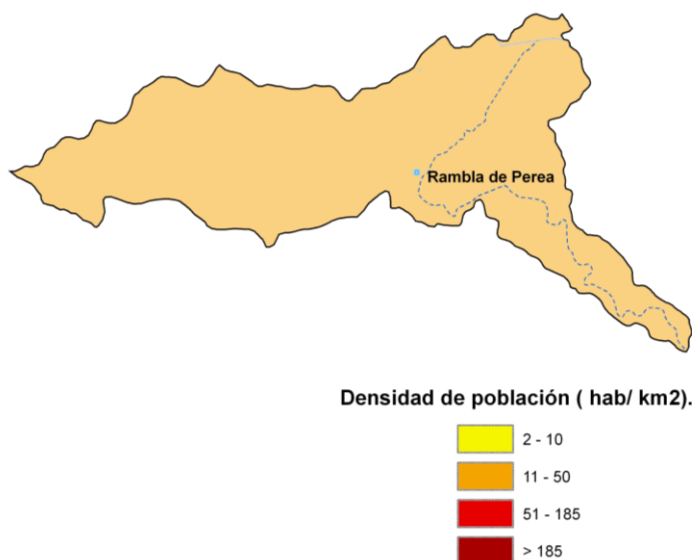 Rambla de Perea
Densidad de población ( hab/ km2).
2 - 10
11 - 50
51 - 185
> 185